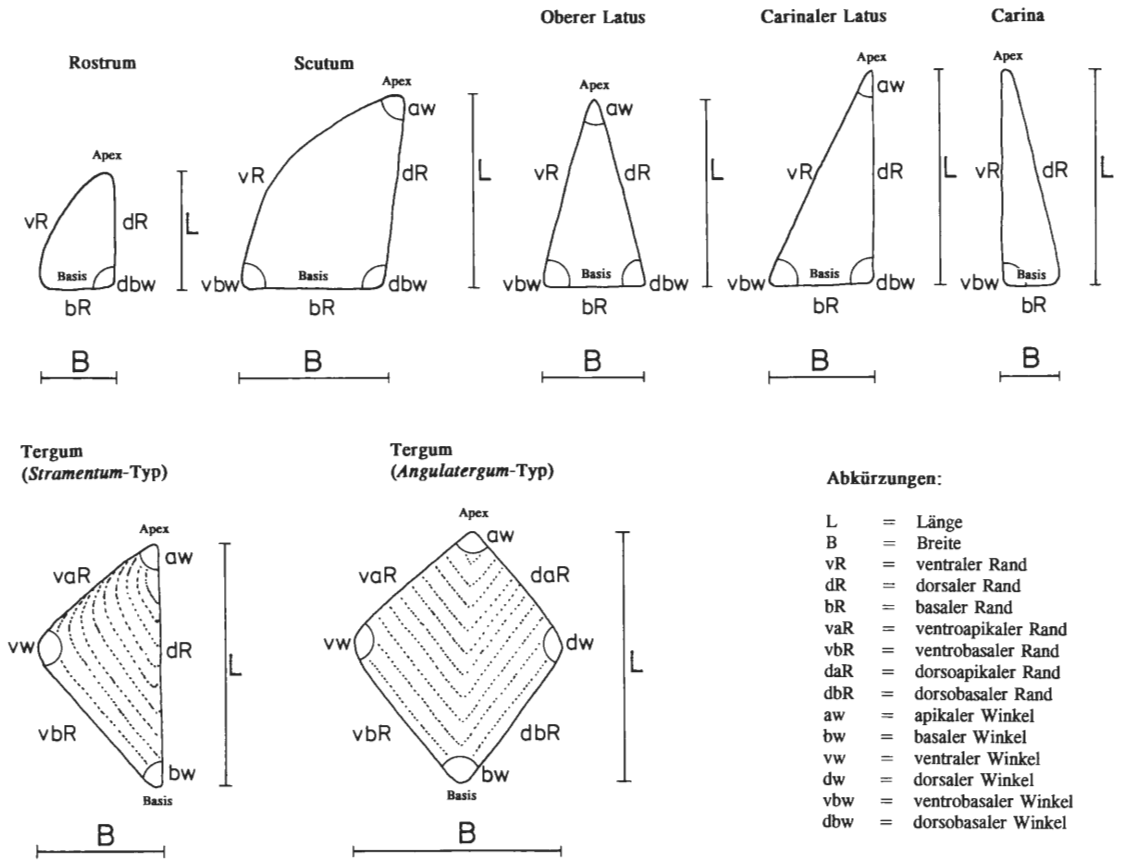 Rostrum
Apex
vR
dR
L
Basis
dbw
bR
B
Scutum
Apex
aw
vR
dR
L
vbw
Basis
dbw
bR
B
Oberer Latus
Apex
aw
vR
dR
L
vbw
Basis
dbw
bR
B
Carinaler Latus
Apex
aw
vR
dR
L
vbw
Basis
dbw
bR
B
Carina
Apex
vR
dR
L
vbw
Basis
bR
B
Tergum
(Stramentum-Typ)
Apex
aw
vaR
vw
dR
L
vbR
bw
Basis
B
Tergum
(Angulatergum-Typ)
Apex
aw
vaR
daR
vw
dw
L
vbR
dbR
bw
Basis
B
Abkürzungen:
L = Länge
B = Breite
vR = ventraler Rand
dR = dorsaler Rand
bR = basaler Rand
vaR = ventroapikaler Rand
vbR = ventrobasaler Rand
daR = dorsoapikaler Rand
dbR = dorsobasaler Rand
aw = apikaler Winkel
bw = basaler Winkel
vw = ventraler Winkel
dw = dorsaler Winkel
vbw = ventrobasaler Winkel
dbw = dorsobasaler Winkel